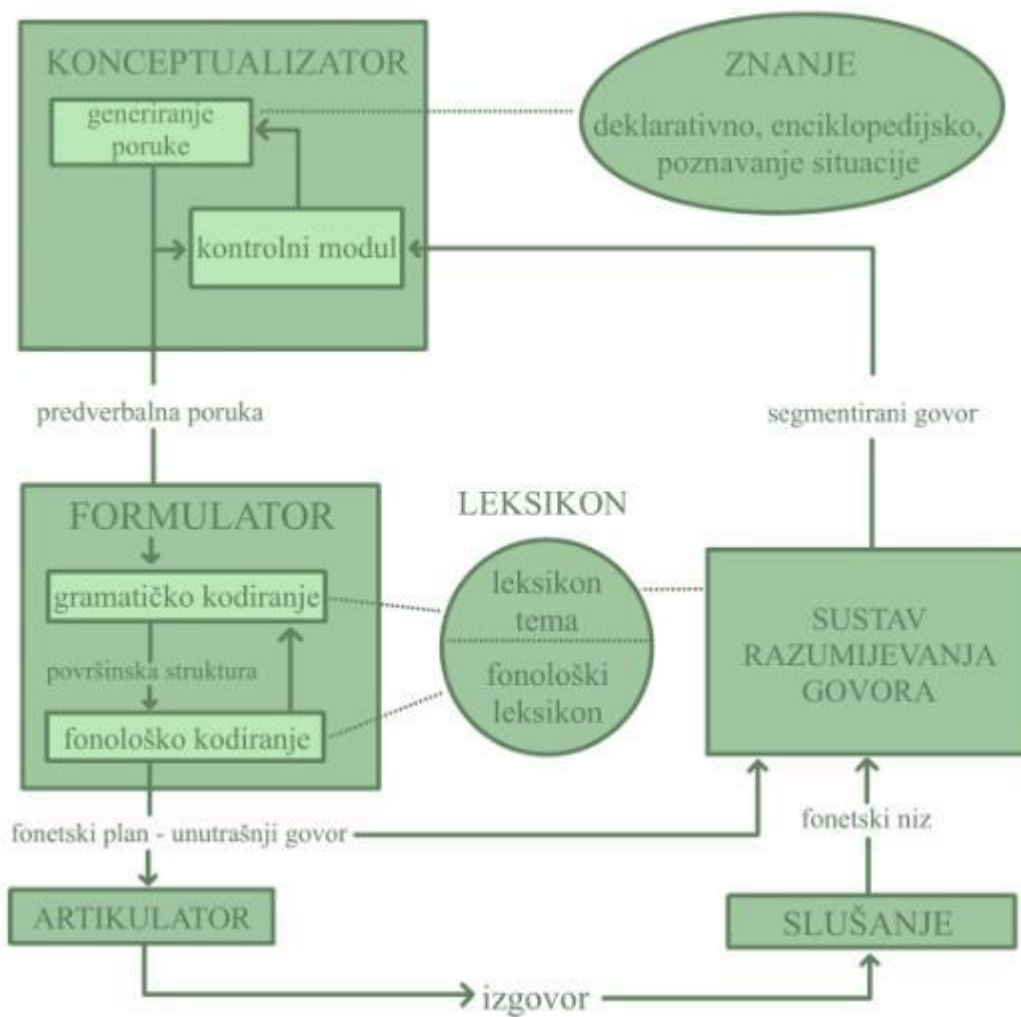 KONCEPTUALIZATOR
generiranje
poruke
kontrolni modul
ZNANJE
deklarativno, enciklopedijsko,
poznavanje situacije
predverbalna poruka
segmentirani govor
FORMULATOR
gramatičko kodiranje
površinska struktura
fonološko kodiranje
LEKSIKON
leksikon
tema
fonološki
leksikon
SUSTAV
RAZUMIJEVANJA
GOVORA
fonetski plan - unutrašnji govor
fonetski niz
ARTIKULATOR
SLUŠANJE
izgovor